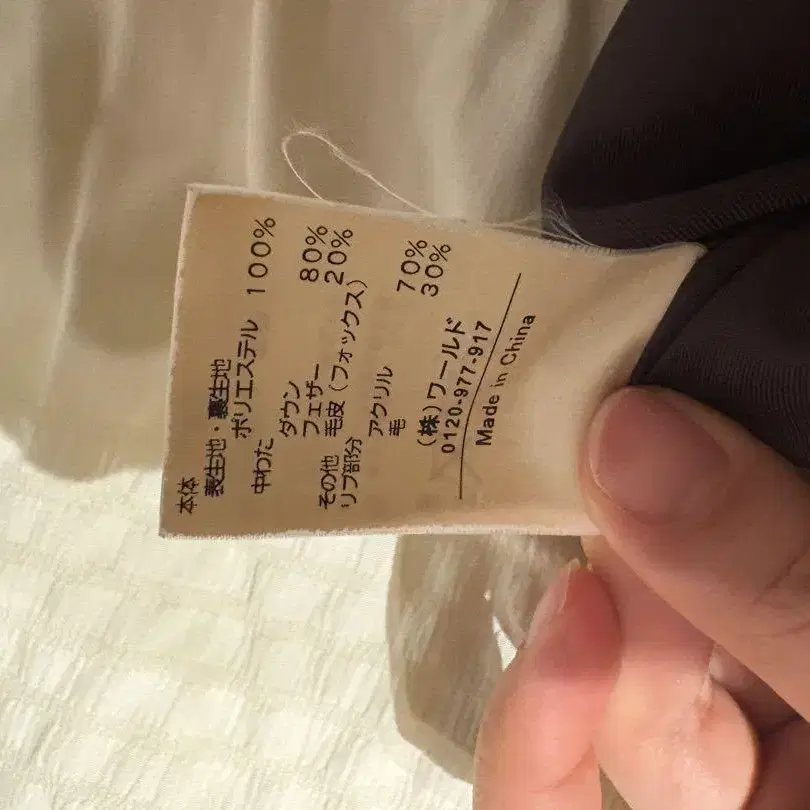 本体
表生地・裏生地
ポリエステル 100%
中わた
ダウン 80%
フェザー 20%
その他 毛皮(フォックス)
リブ部分
アクリル 70%
毛 30%
(株)ワールド
0120-977-917
Made in China